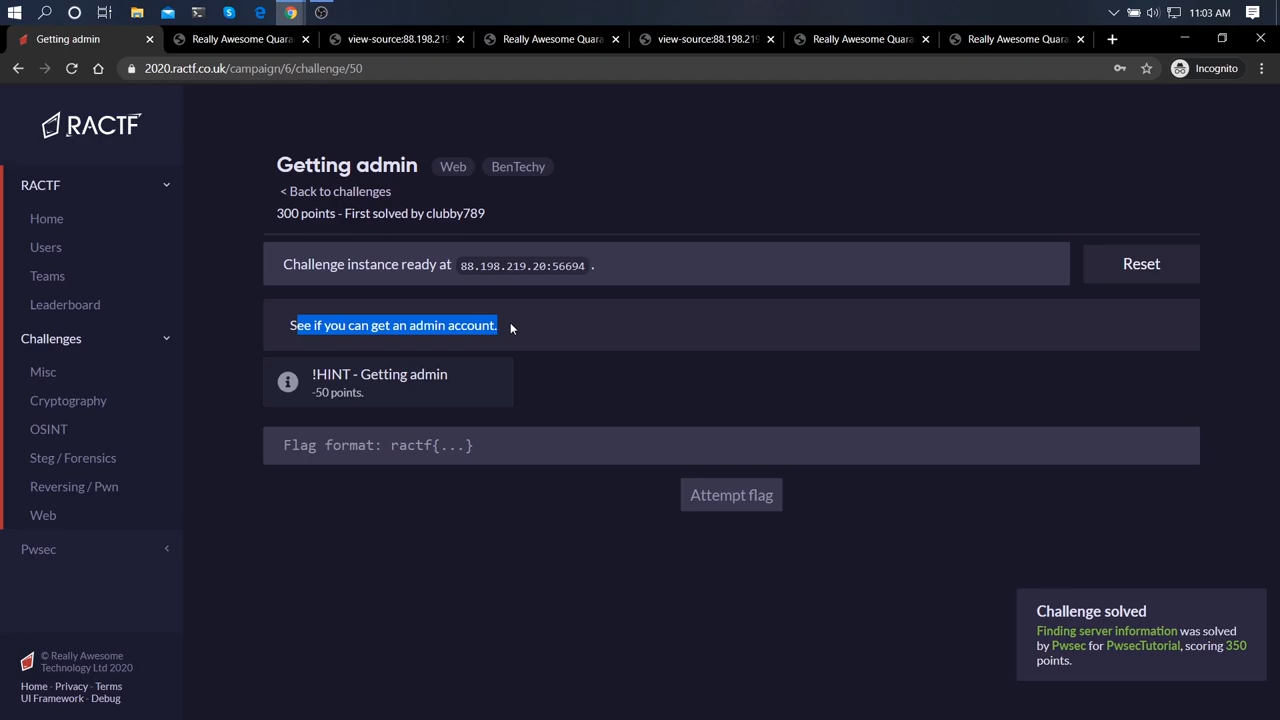 11:03 AM
Getting admin
Really Awesome Quara
view-source:88.198.219
Really Awesome Quara
view-source:88.198.219
Really Awesome Quara
Really Awesome Quara
2020.ractf.co.uk/campaign/6/challenge/50
Incognito
RACTF
RACTF
Home
Users
Teams
Leaderboard
Challenges
Misc
Cryptography
OSINT
Steg / Forensics
Reversing / Pwn
Web
Pwsec
© Really Awesome
Technology Ltd 2020
Home - Privacy - Terms
UI Framework - Debug
Getting admin
Web
BenTechy
< Back to challenges
300 points - First solved by clubby789
Challenge instance ready at 88.198.219.20:56694 .
Reset
See if you can get an admin account.
!HINT - Getting admin
-50 points.
Flag format: ractf{...}
Attempt flag
Challenge solved
Finding server information was solved
by Pwsec for PwsecTutorial, scoring 350
points.